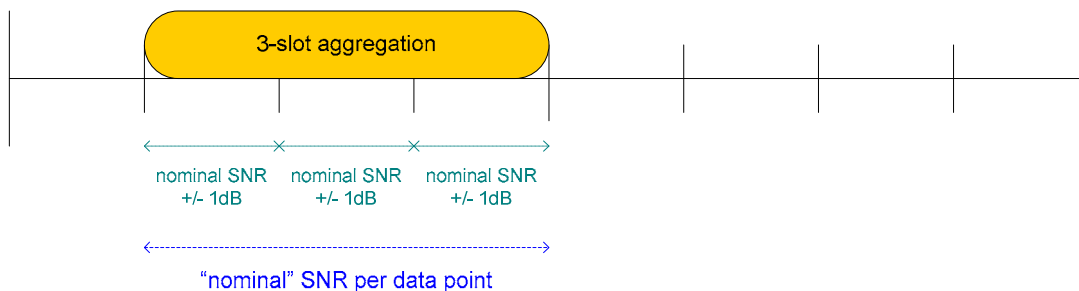 3-slot aggregation
nominal SNR nominal SNR nominal SNR
+/- 1dB +/- 1dB +/- 1dB
“nominal” SNR per data point